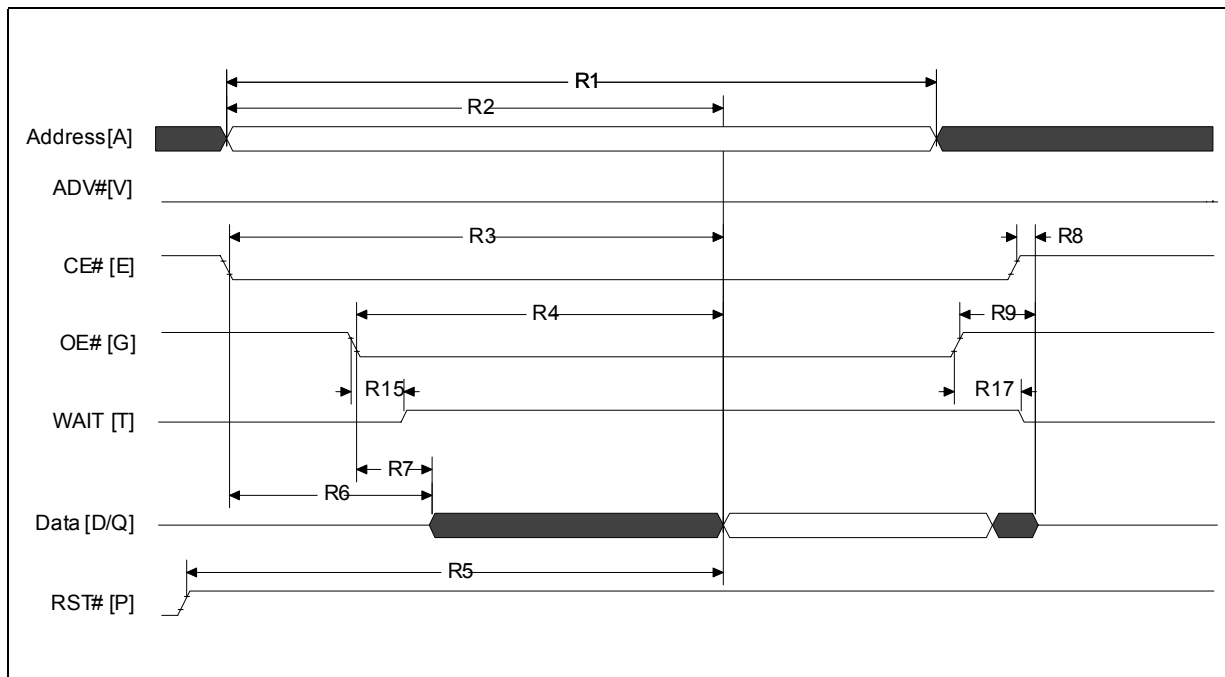 R1
R2
Address[A]
ADV#[V]
R3
R8
CE# [E]
R4
R9
OE# [G]
R15
R17
WAIT [T]
R7
R6
Data [D/Q]
R5
RST# [P]